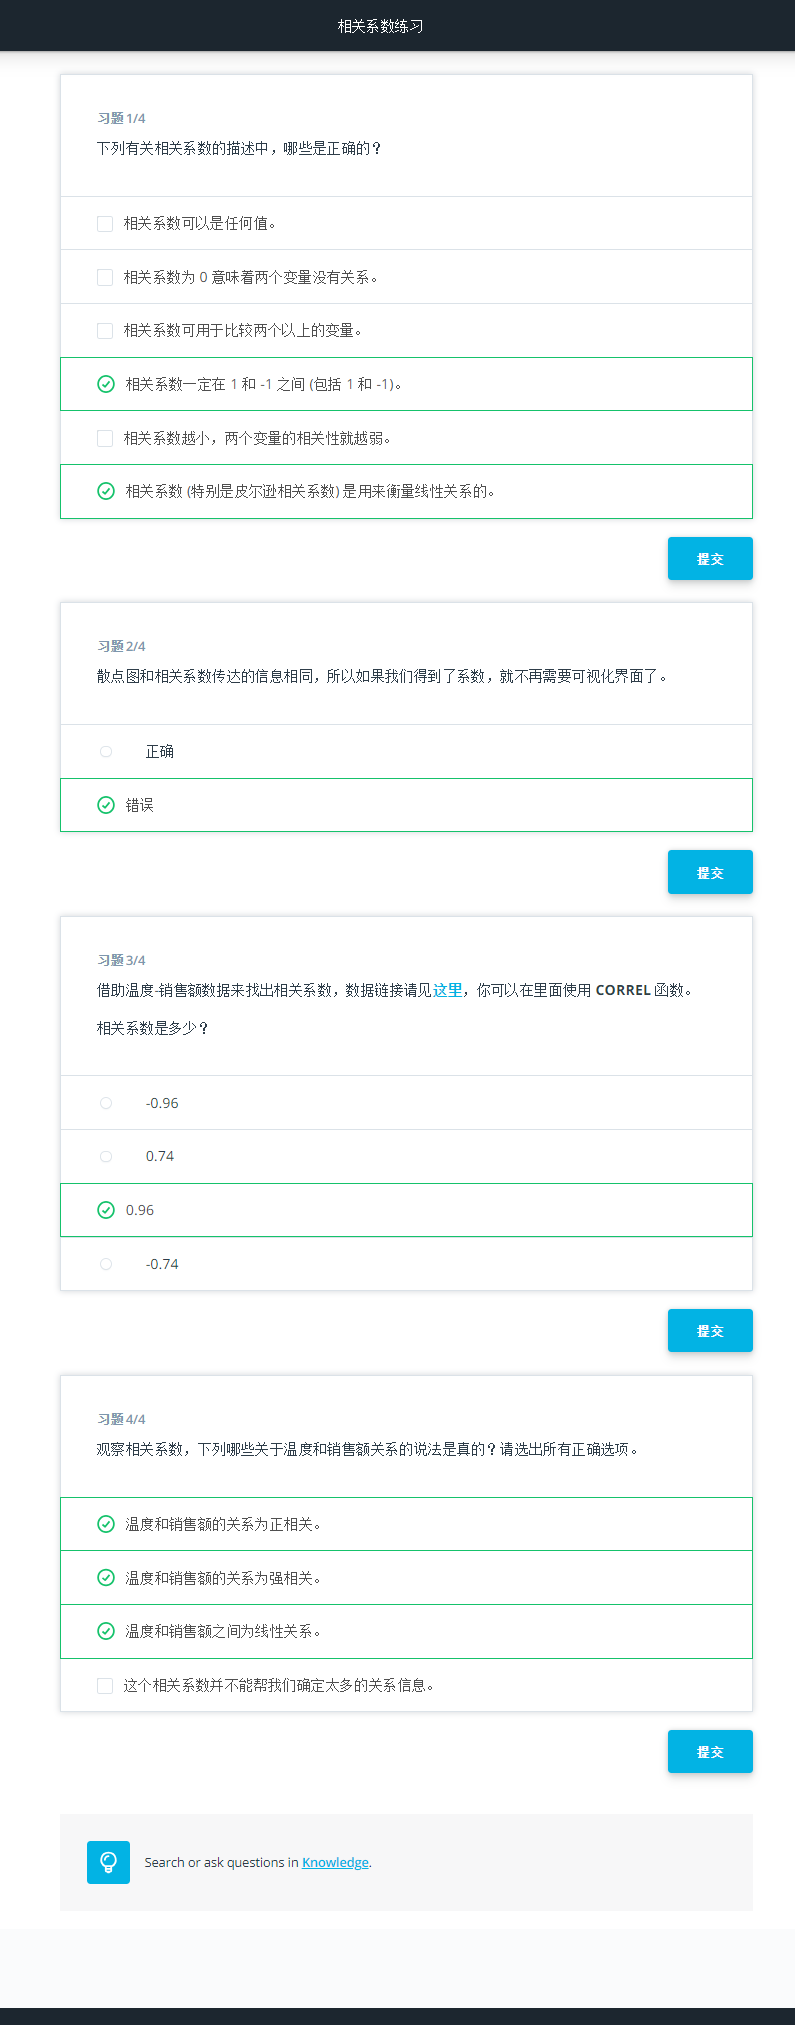 相关系数练习
习题 1/4
下列有关相关系数的描述中，哪些是正确的？
相关系数可以是任何值。
相关系数为 0 意味着两个变量没有关系。
相关系数可用于比较两个以上的变量。
相关系数一定在 1 和 -1 之间 (包括 1 和 -1)。
相关系数越小，两个变量的相关性就越弱。
相关系数 (特别是皮尔逊相关系数) 是用来衡量线性关系的。
提交
习题 2/4
散点图和相关系数传达的信息相同，所以如果我们得到了系数，就不再需要可视化界面了。
正确
错误
提交
习题 3/4
借助温度-销售额数据来找出相关系数，数据链接请见这里，你可以在里面使用 CORREL 函数。
相关系数是多少？
-0.96
0.74
0.96
-0.74
提交
习题 4/4
观察相关系数，下列哪些关于温度和销售额关系的说法是真的？请选出所有正确选项。
温度和销售额的关系为正相关。
温度和销售额的关系为强相关。
温度和销售额之间为线性关系。
这个相关系数并不能帮我们确定太多的关系信息。
提交
Search or ask questions in Knowledge.